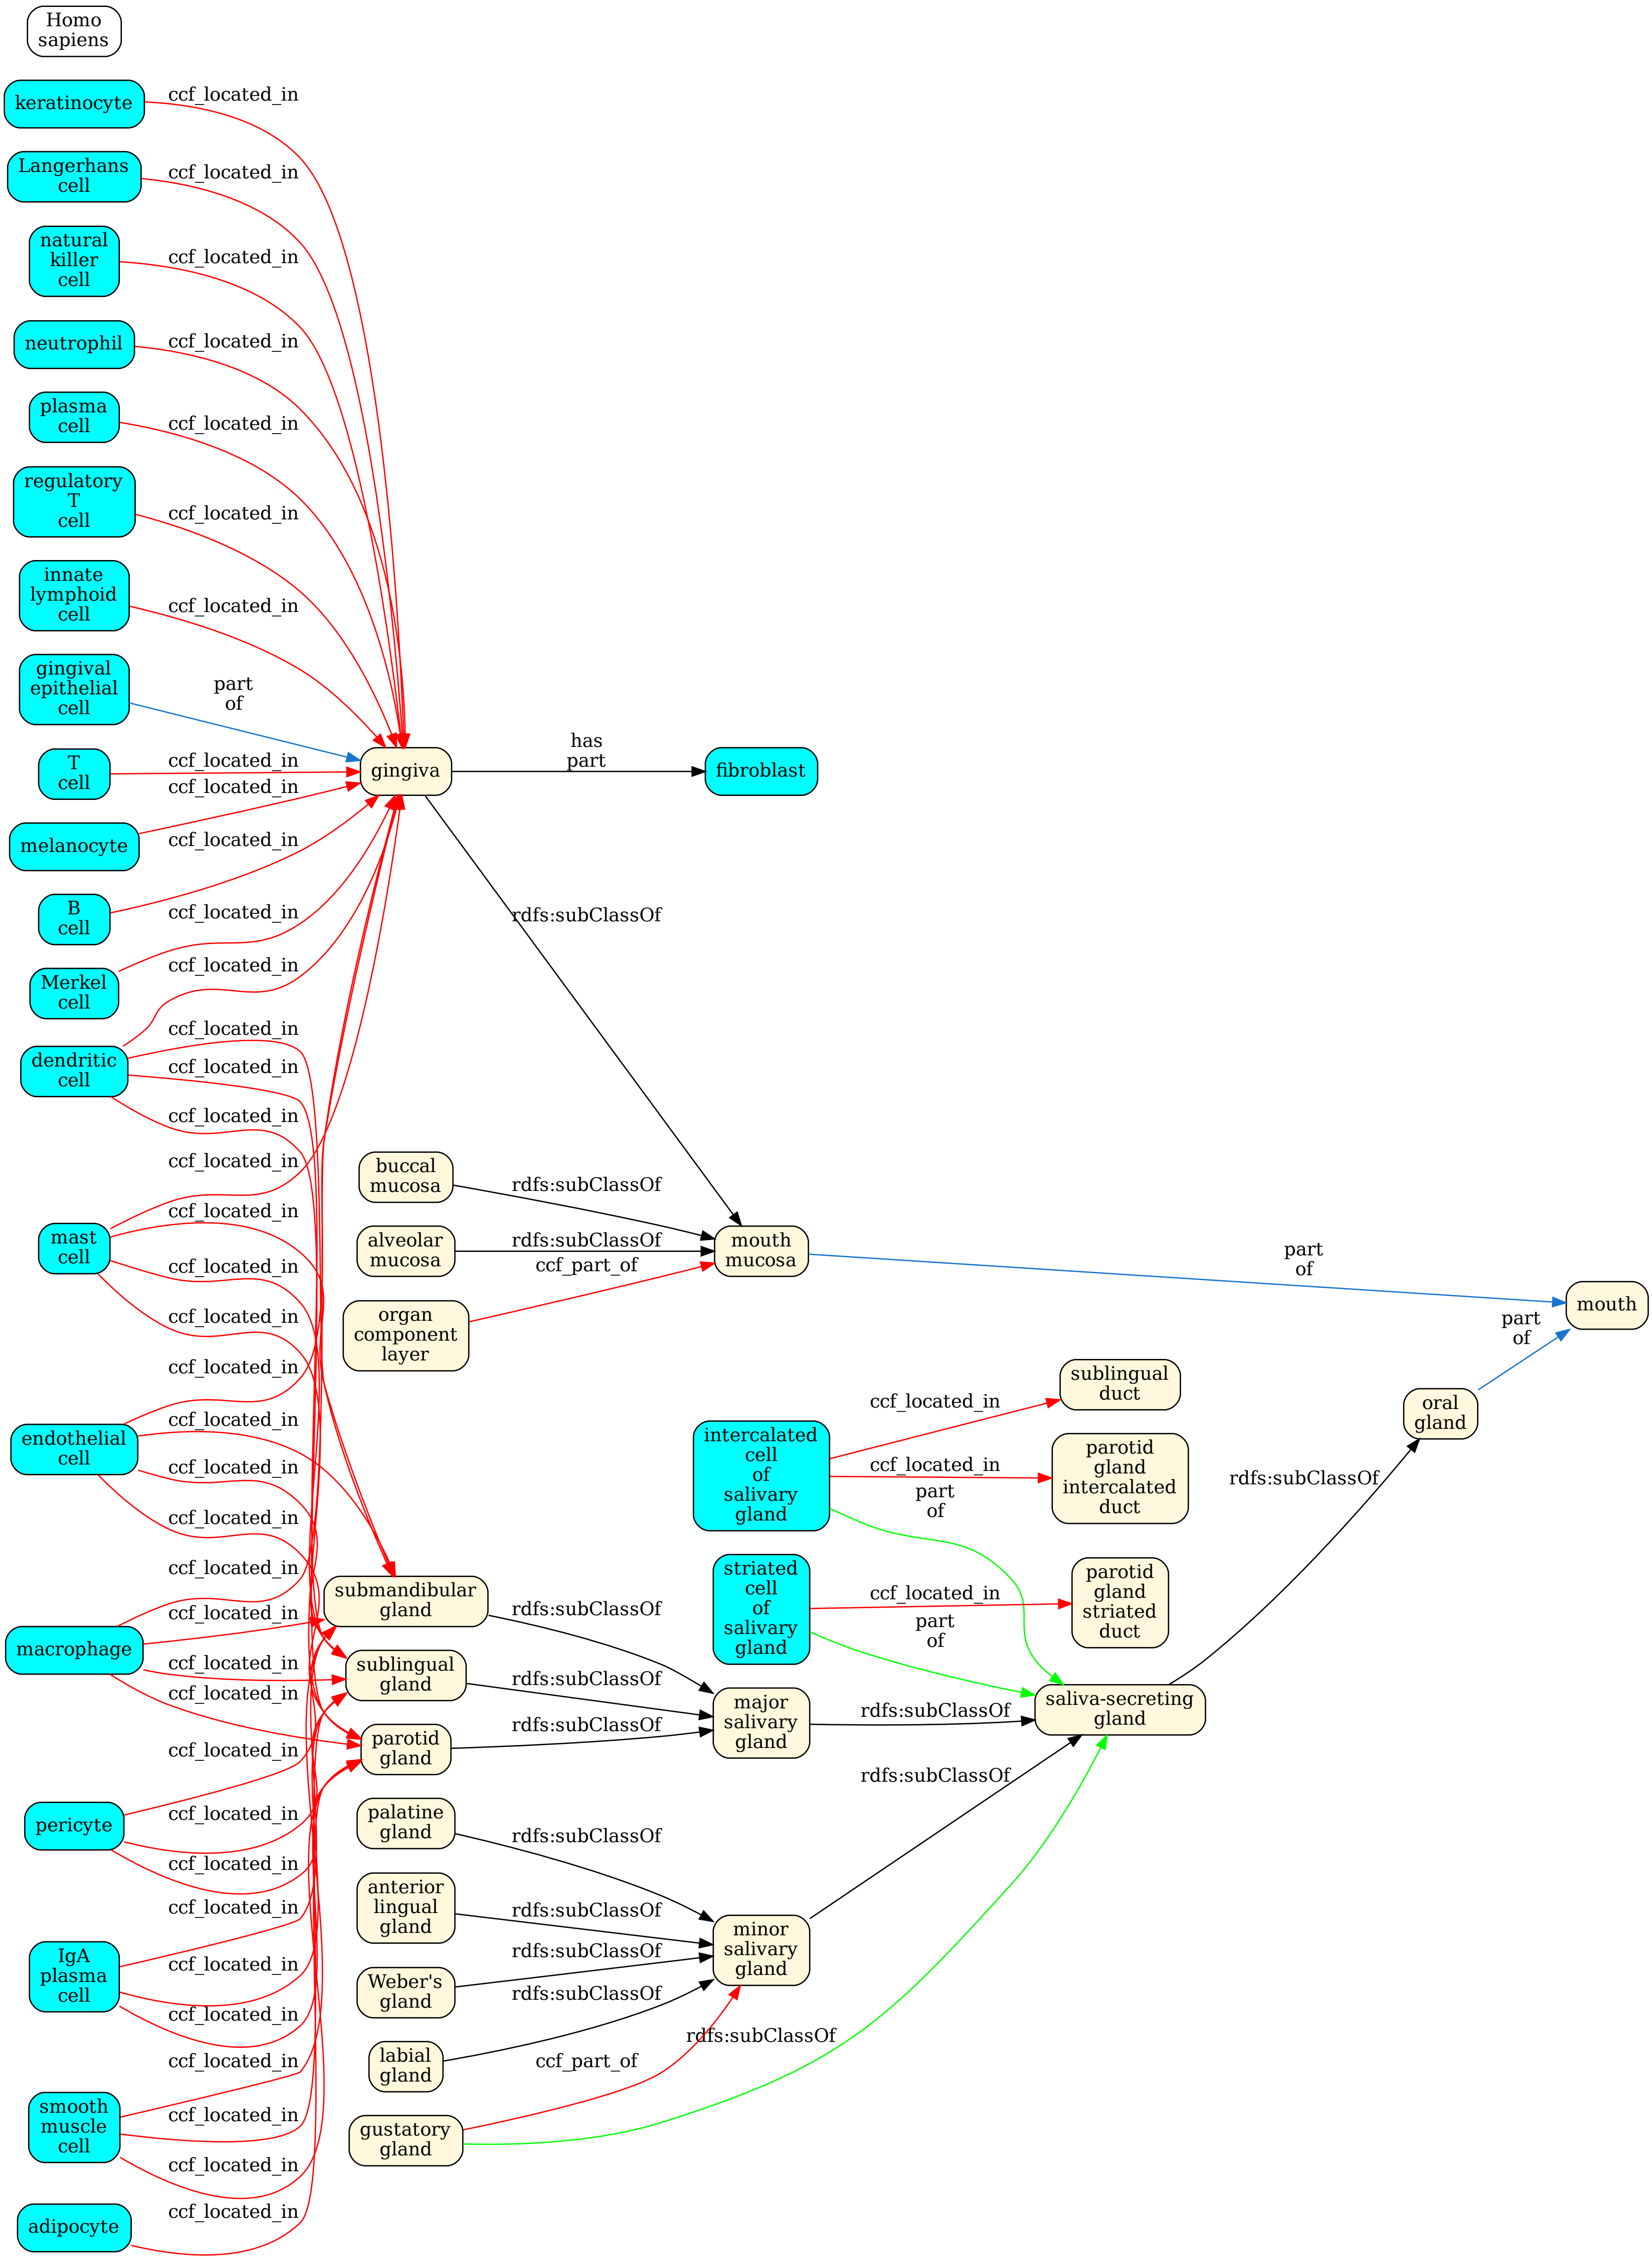 Homo
sapiens
keratinocyte
ccf_located_in
Langerhans
cell
ccf_located_in
natural
killer
cell
ccf_located_in
neutrophil
ccf_located_in
plasma
cell
ccf_located_in
regulatory
T
cell
ccf_located_in
innate
lymphoid
cell
ccf_located_in
gingival
epithelial
cell
part
of
T
cell
ccf_located_in
gingiva
has
part
fibroblast
ccf_located_in
melanocyte
ccf_located_in
B
cell
ccf_located_in
rdfs:subClassOf
Merkel
cell
ccf_located_in
dendritic
cell
ccf_located_in
ccf_located_in
ccf_located_in
ccf_located_in
mast
cell
ccf_located_in
ccf_located_in
ccf_located_in
buccal
mucosa
rdfs:subClassOf
alveolar
mucosa
rdfs:subClassOf
organ
component
layer
ccf_part_of
mouth
mucosa
part
of
mouth
part
of
oral
gland
ccf_located_in
endothelial
cell
ccf_located_in
ccf_located_in
ccf_located_in
intercalated
cell
of
salivary
gland
ccf_located_in
sublingual
duct
ccf_located_in
parotid
gland
intercalated
duct
part
of
rdfs:subClassOf
striated
cell
of
salivary
gland
ccf_located_in
parotid
gland
striated
duct
part
of
ccf_located_in
macrophage
ccf_located_in
ccf_located_in
ccf_located_in
submandibular
gland
rdfs:subClassOf
sublingual
gland
rdfs:subClassOf
parotid
gland
rdfs:subClassOf
major
salivary
gland
rdfs:subClassOf
saliva-secreting
gland
pericyte
ccf_located_in
ccf_located_in
ccf_located_in
palatine
gland
rdfs:subClassOf
rdfs:subClassOf
anterior
lingual
gland
rdfs:subClassOf
minor
salivary
gland
Weber's
gland
rdfs:subClassOf
labial
gland
rdfs:subClassOf
IgA
plasma
cell
ccf_located_in
ccf_located_in
ccf_located_in
gustatory
gland
ccf_part_of
rdfs:subClassOf
smooth
muscle
cell
ccf_located_in
ccf_located_in
ccf_located_in
adipocyte
ccf_located_in